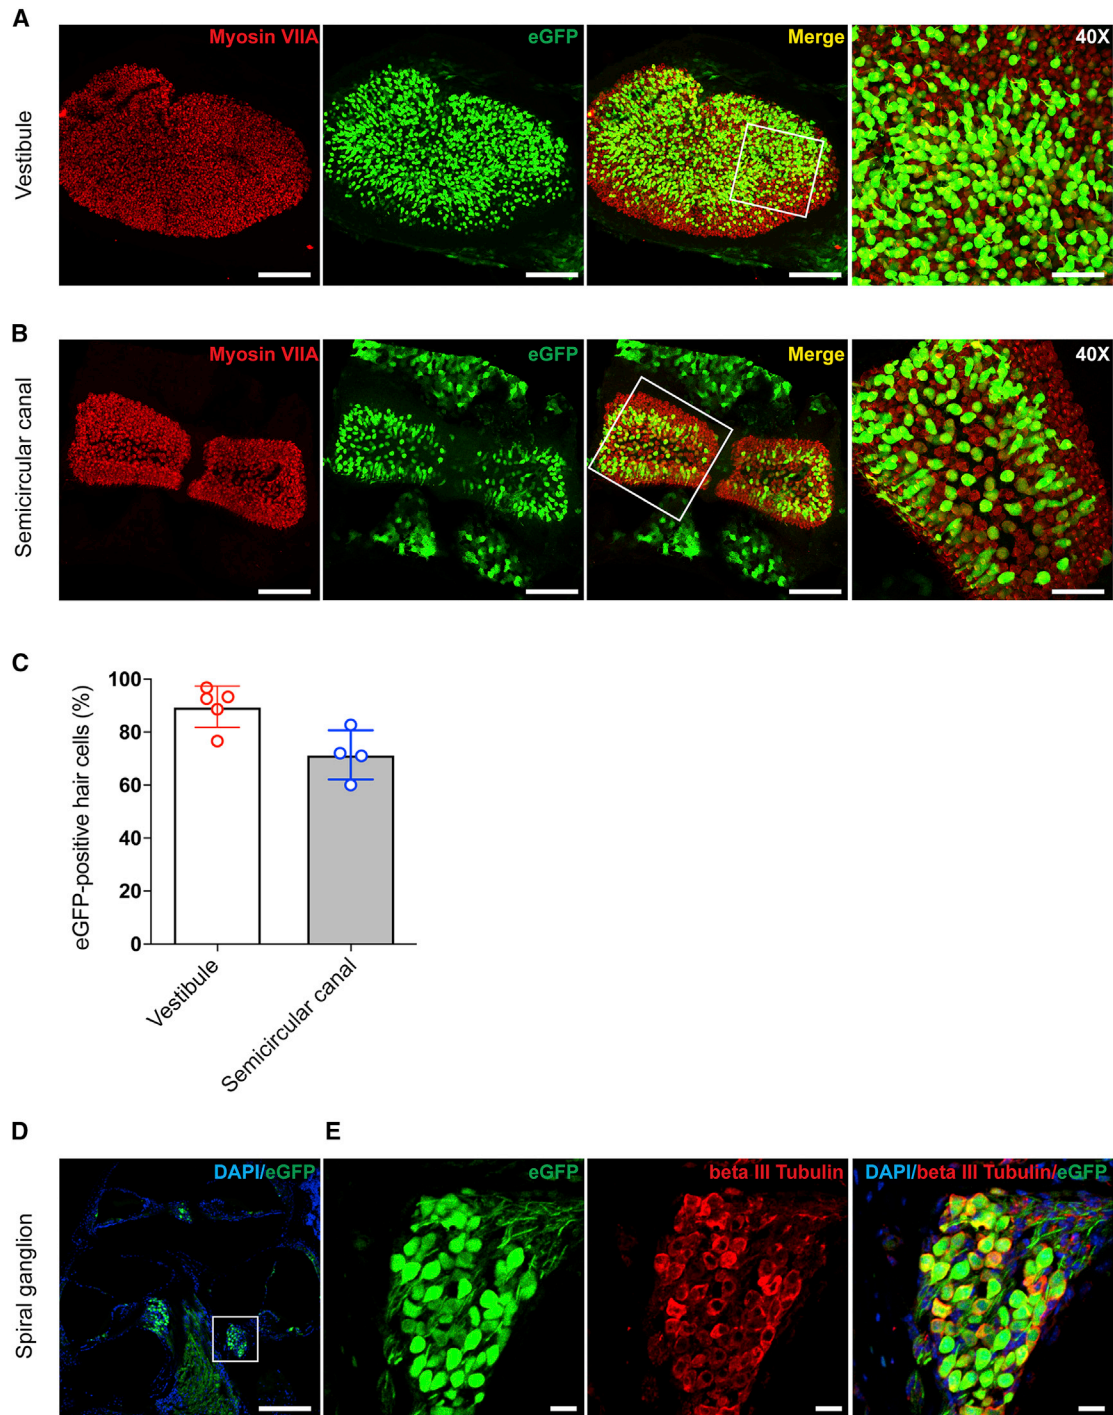 A
Myosin VIIA
eGFP
Merge
40X
Vestibule
B
Myosin VIIA
eGFP
Merge
40X
Semicircular canal
C
eGFP-positive hair cells (%)
100
80
60
40
20
0
Vestibule
Semicircular canal
D
E
DAPI/eGFP
eGFP
beta III Tubulin
DAPI/beta III Tubulin/eGFP
Spiral ganglion